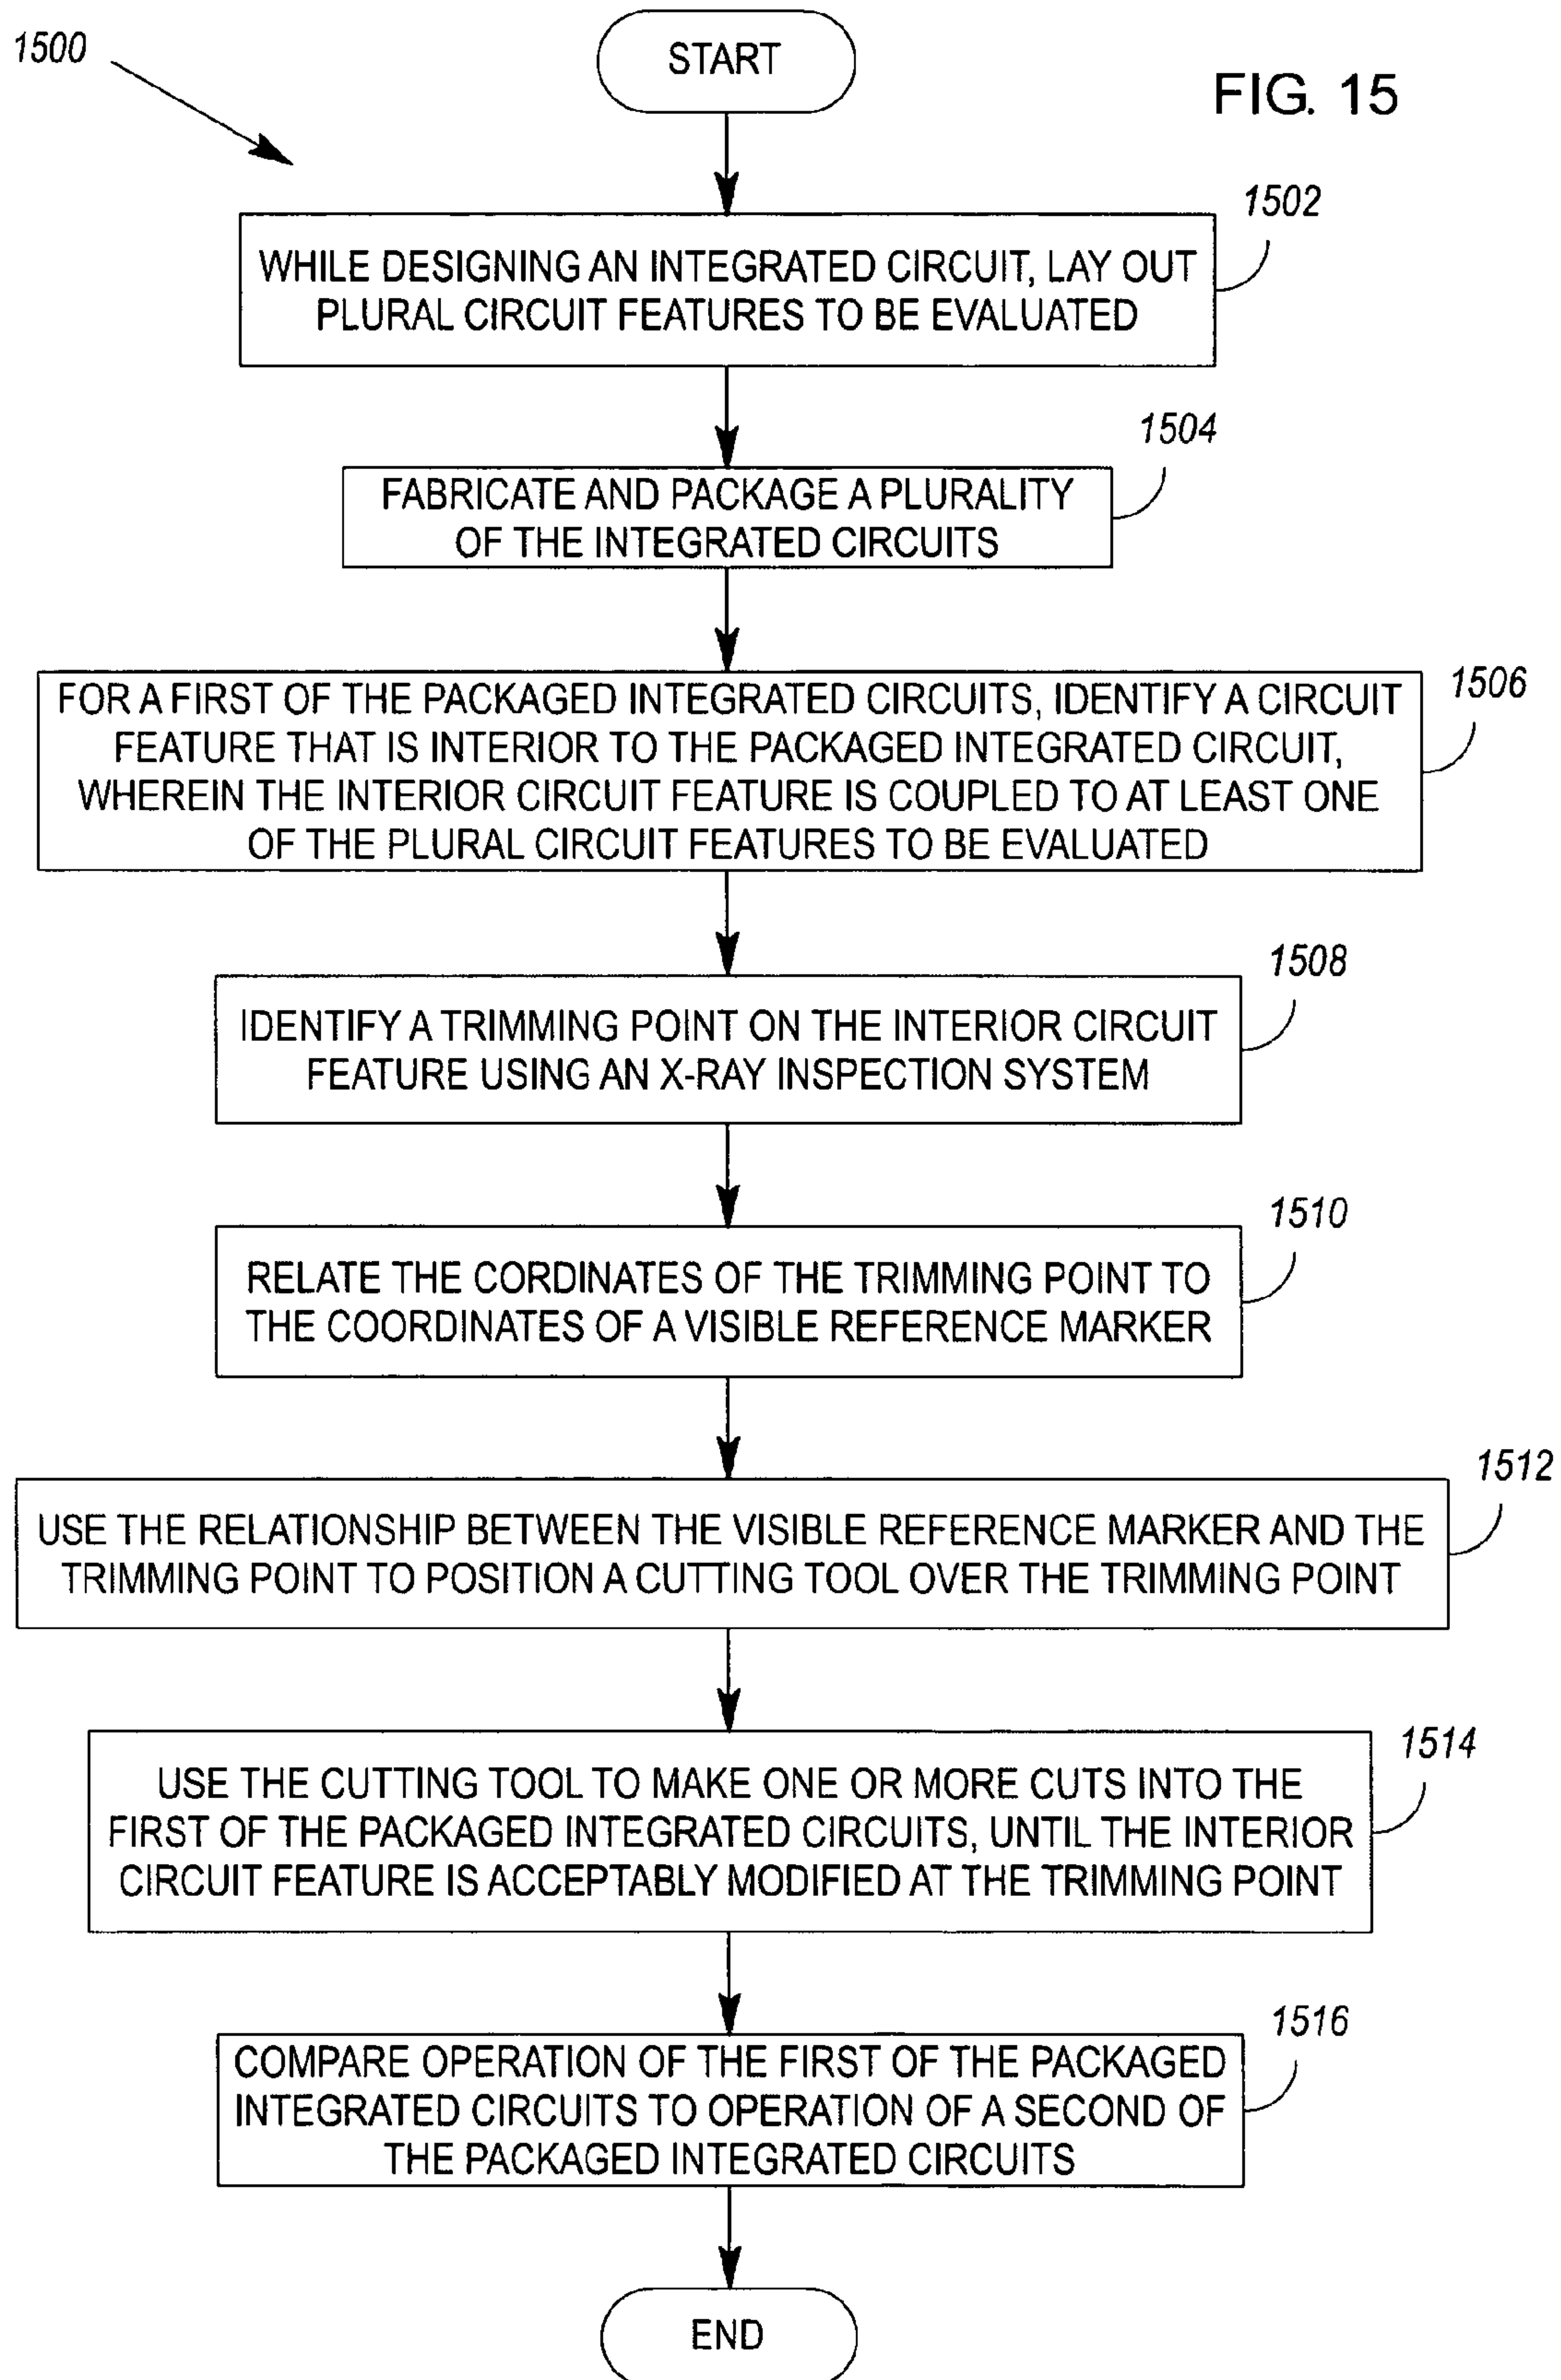 1500
START
FIG. 15
1502
WHILE DESIGNING AN INTEGRATED CIRCUIT, LAY OUT
PLURAL CIRCUIT FEATURES TO BE EVALUATED
1504
FABRICATE AND PACKAGE A PLURALITY
OF THE INTEGRATED CIRCUITS
1506
FOR A FIRST OF THE PACKAGED INTEGRATED CIRCUITS, IDENTIFY A CIRCUIT
FEATURE THAT IS INTERIOR TO THE PACKAGED INTEGRATED CIRCUIT,
WHEREIN THE INTERIOR CIRCUIT FEATURE IS COUPLED TO AT LEAST ONE
OF THE PLURAL CIRCUIT FEATURES TO BE EVALUATED
1508
IDENTIFY A TRIMMING POINT ON THE INTERIOR CIRCUIT
FEATURE USING AN X-RAY INSPECTION SYSTEM
1510
RELATE THE CORDINATES OF THE TRIMMING POINT TO
THE COORDINATES OF A VISIBLE REFERENCE MARKER
1512
USE THE RELATIONSHIP BETWEEN THE VISIBLE REFERENCE MARKER AND THE
TRIMMING POINT TO POSITION A CUTTING TOOL OVER THE TRIMMING POINT
1514
USE THE CUTTING TOOL TO MAKE ONE OR MORE CUTS INTO THE
FIRST OF THE PACKAGED INTEGRATED CIRCUITS, UNTIL THE INTERIOR
CIRCUIT FEATURE IS ACCEPTABLY MODIFIED AT THE TRIMMING POINT
1516
COMPARE OPERATION OF THE FIRST OF THE PACKAGED
INTEGRATED CIRCUITS TO OPERATION OF A SECOND OF
THE PACKAGED INTEGRATED CIRCUITS
END